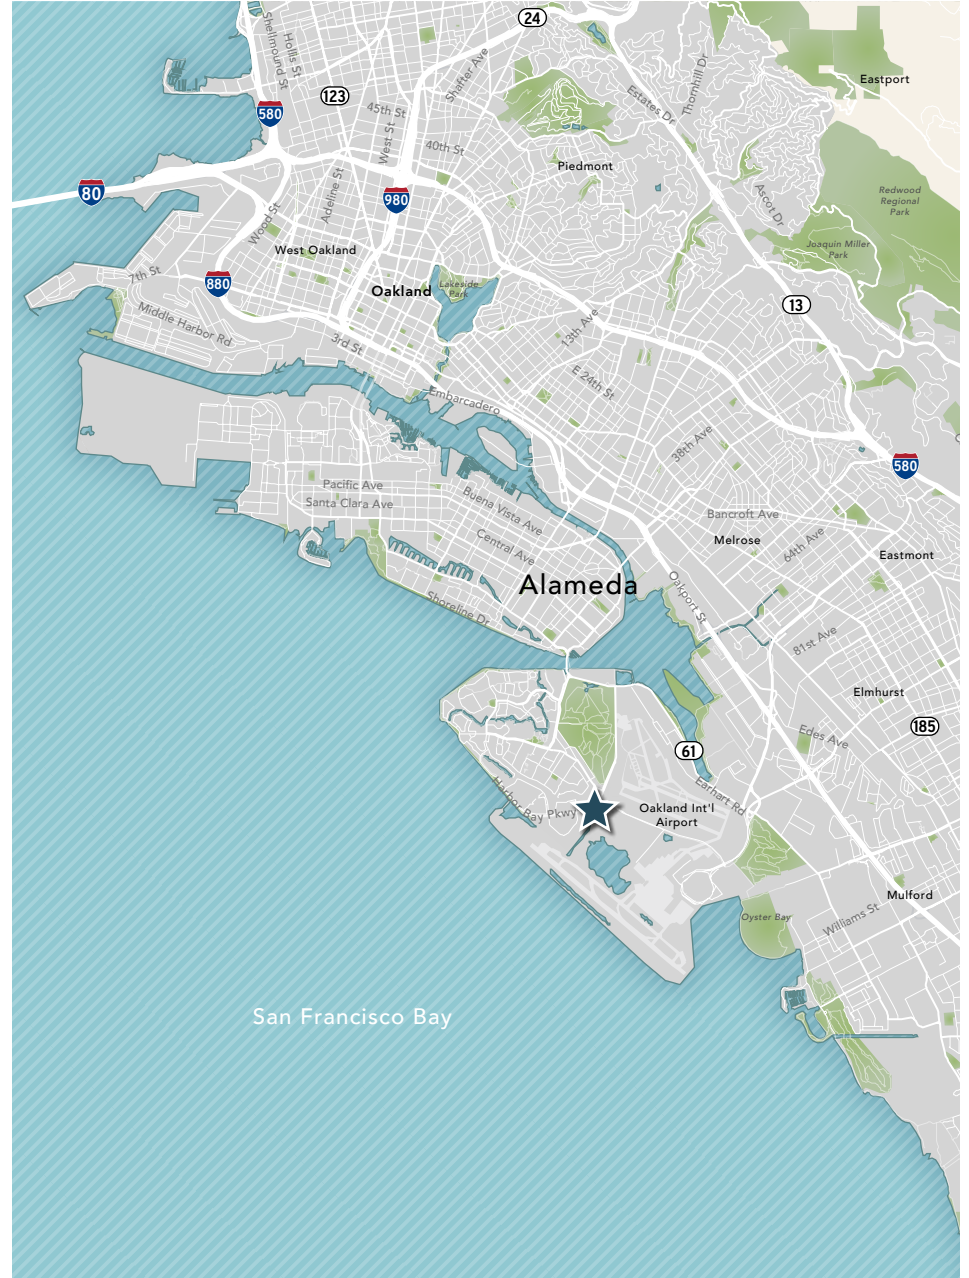 24
Eastport
Shellmound St
Hollis St
Shafter Ave
Thornhill Dr
Estates Dr
123
580
45th St
West St
40th St
Piedmont
80
980
Adeline St
Wood St
Ascot Dr
Redwood
Regional
Park
Joaquin Miller
Park
West Oakland
7th St
880
Oakland
Lakeside
Park
13
Middle Harbor Rd
3rd St
13th Ave
E 24th St
Embarcadero
38th Ave
580
Pacific Ave
Santa Clara Ave
Buena Vista Ave
Bancroft Ave
Central Ave
Melrose
64th Ave
Eastmont
Alameda
Oakport St
Shoreline Dr
81st Ave
Elmhurst
185
Edes Ave
61
Harbor Bay Pkwy
Earhart Rd
Oakland Int'l
Airport
Mulford
Williams St
Oyster Bay
San Francisco Bay